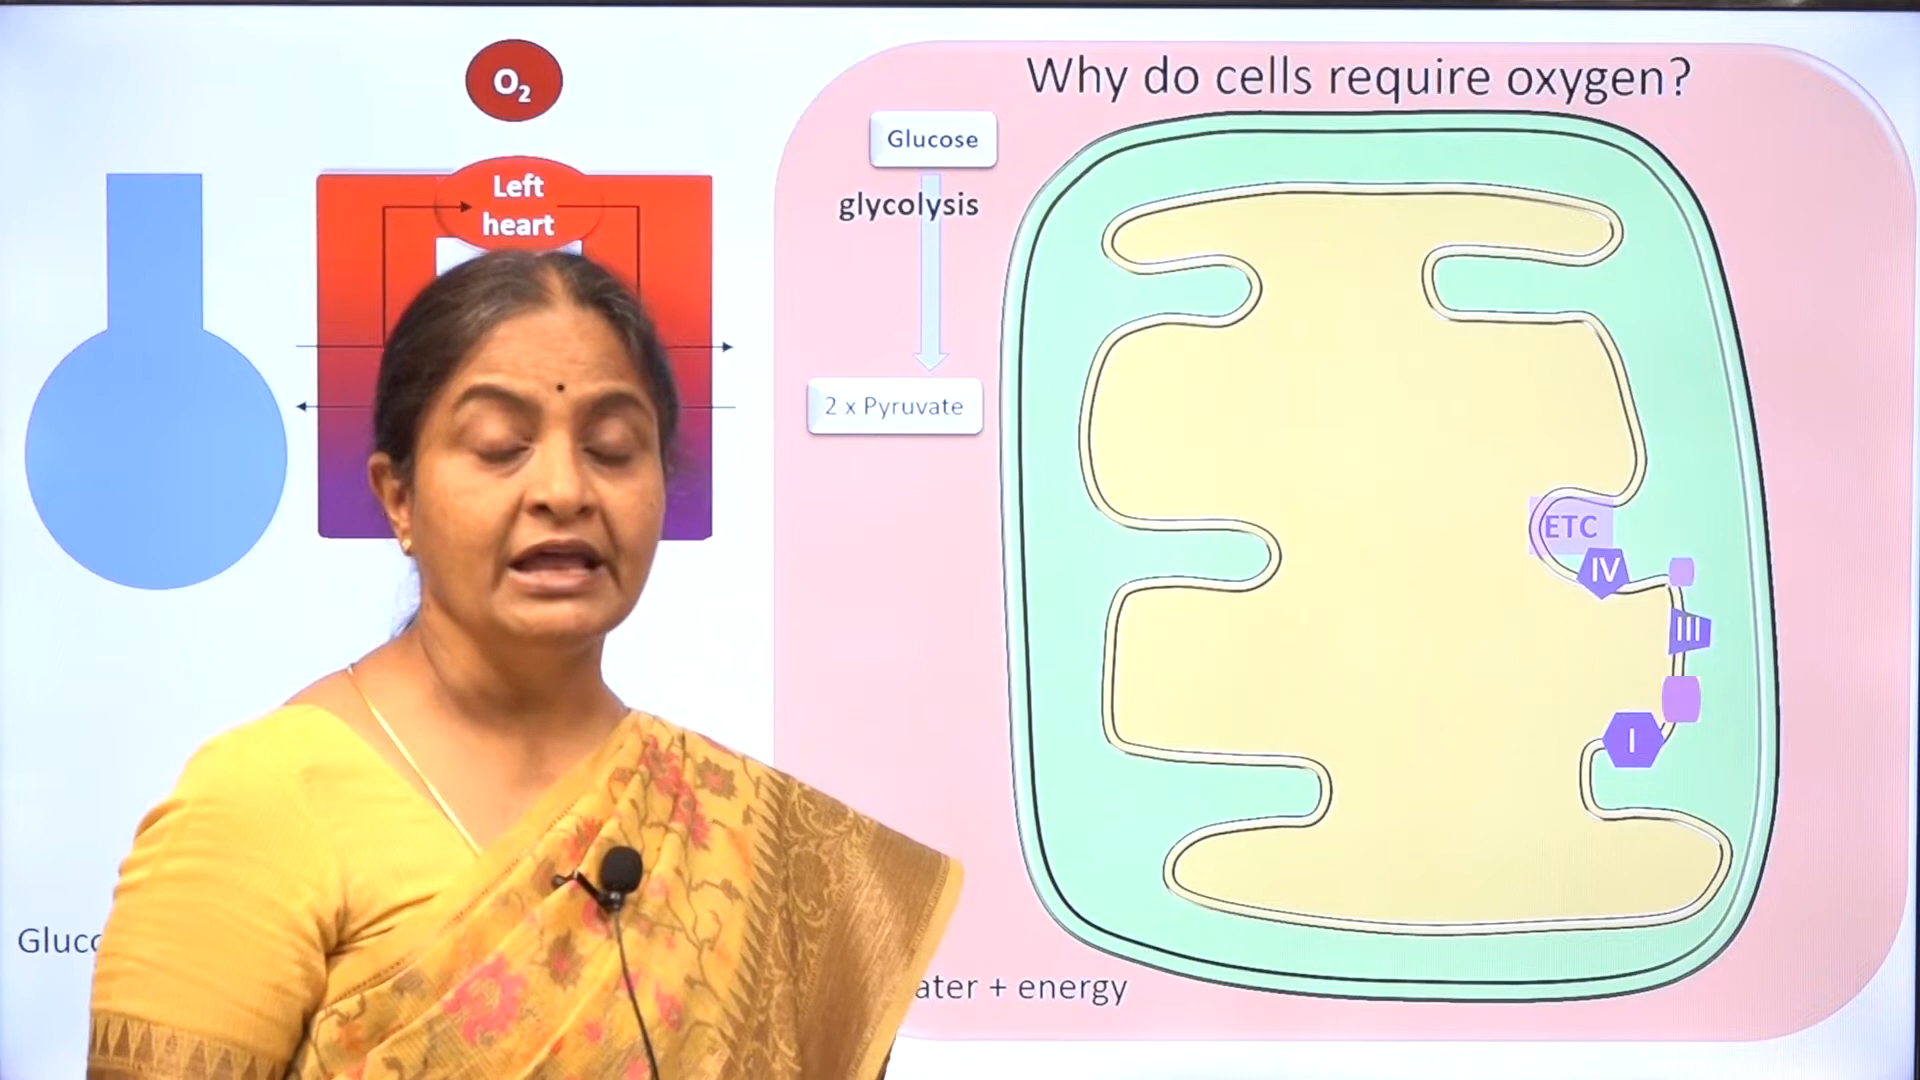 O₂
Left
heart
Why do cells require oxygen?
Glucose
glycolysis
2 x Pyruvate
ETC
IV
III
I
Gluc
ater + energy